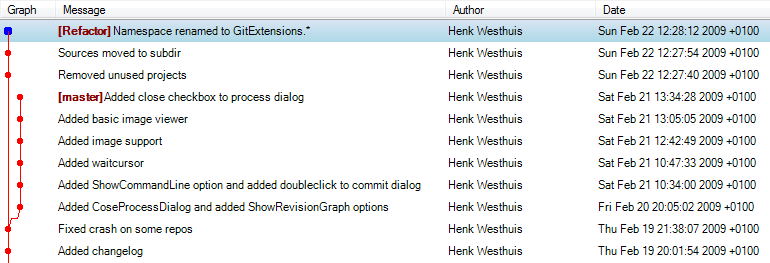 Graph Message Author Date
[Refactor] Namespace renamed to GitExtensions.* Henk Westhuis Sun Feb 22 12:28:12 2009 +0100
Sources moved to subdir Henk Westhuis Sun Feb 22 12:27:54 2009 +0100
Removed unused projects Henk Westhuis Sun Feb 22 12:27:40 2009 +0100
[master] Added close checkbox to process dialog Henk Westhuis Sat Feb 21 13:34:28 2009 +0100
Added basic image viewer Henk Westhuis Sat Feb 21 13:05:05 2009 +0100
Added image support Henk Westhuis Sat Feb 21 12:42:49 2009 +0100
Added waitcursor Henk Westhuis Sat Feb 21 10:47:33 2009 +0100
Added ShowCommandLine option and added doubleclick to commit dialog Henk Westhuis Sat Feb 21 10:34:00 2009 +0100
Added CoseProcessDialog and added ShowRevisionGraph options Henk Westhuis Fri Feb 20 20:05:02 2009 +0100
Fixed crash on some repos Henk Westhuis Thu Feb 19 21:38:07 2009 +0100
Added changelog Henk Westhuis Thu Feb 19 20:01:54 2009 +0100